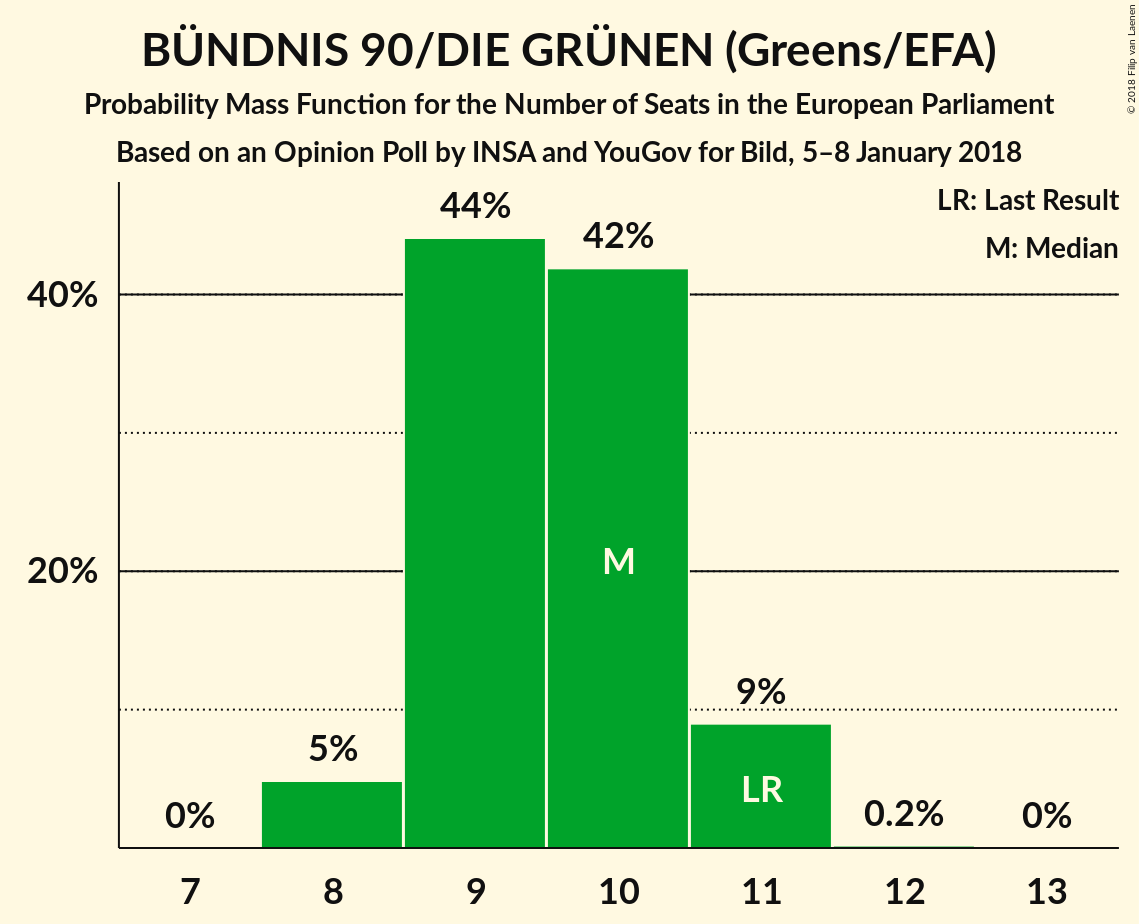 BÜNDNIS 90/DIE GRÜNEN (Greens/EFA)
Probability Mass Function for the Number of Seats in the European Parliament
Based on an Opinion Poll by INSA and YouGov for Bild, 5–8 January 2018
© 2018 Filip van Laenen
LR: Last Result
M: Median
44%
42%
40%
M
20%
9%
5%
LR
0%
0.2%
0%
7
8
9
10
11
12
13